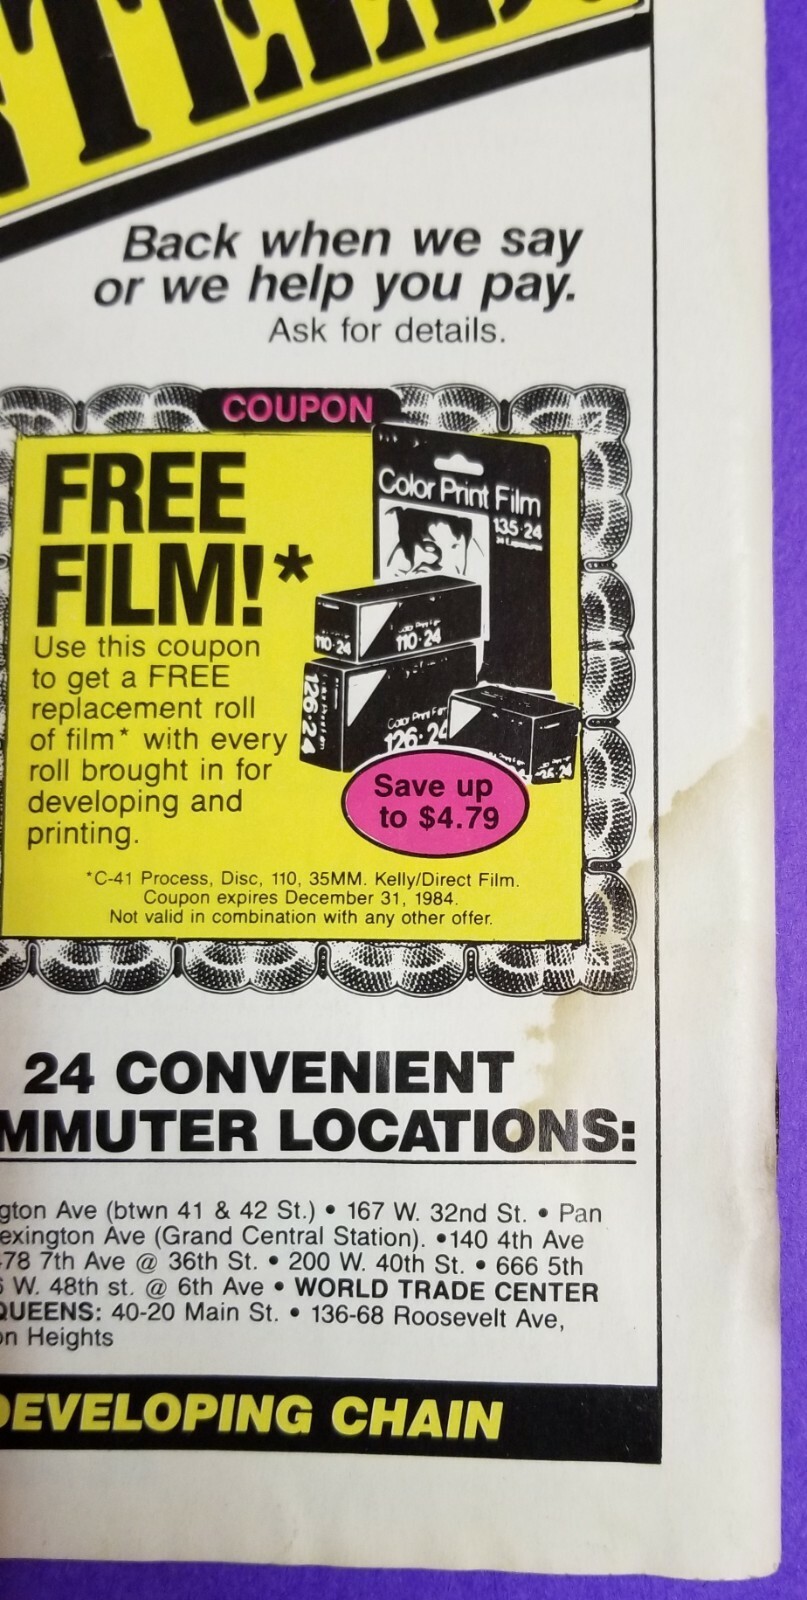 Back when we say
or we help you pay.
Ask for details.
COUPON
FREE
FILM!*
Use this coupon
to get a FREE
replacement roll
of film* with every
roll brought in for
developing and
printing.
Color Print Film
135·24
110·24
110·24
126·24
126·24
Save up
to $4.79
*C-41 Process, Disc, 110, 35MM. Kelly/Direct Film.
Coupon expires December 31, 1984.
Not valid in combination with any other offer.
24 CONVENIENT
MMUTER LOCATIONS:
gton Ave (btwn 41 & 42 St.) • 167 W. 32nd St. • Pan
exington Ave (Grand Central Station). •140 4th Ave
478 7th Ave @ 36th St. • 200 W. 40th St. • 666 5th
W. 48th st. @ 6th Ave • WORLD TRADE CENTER
QUEENS: 40-20 Main St. • 136-68 Roosevelt Ave,
on Heights
DEVELOPING CHAIN